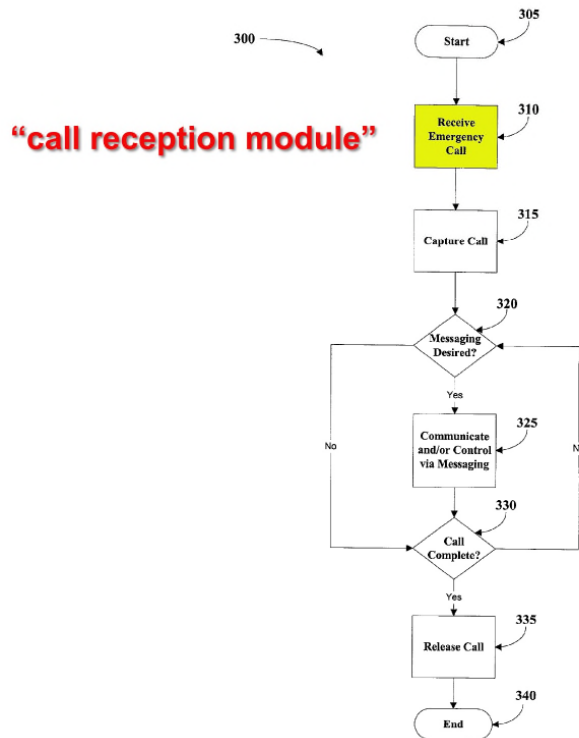 305
Start
300
310
Receive
Emergency
Call
“call reception module”
315
Capture Call
320
Messaging
Desired?
Yes
325
Communicate
and/or Control
via Messaging
No
N
330
Call
Complete?
Yes
335
Release Call
340
End